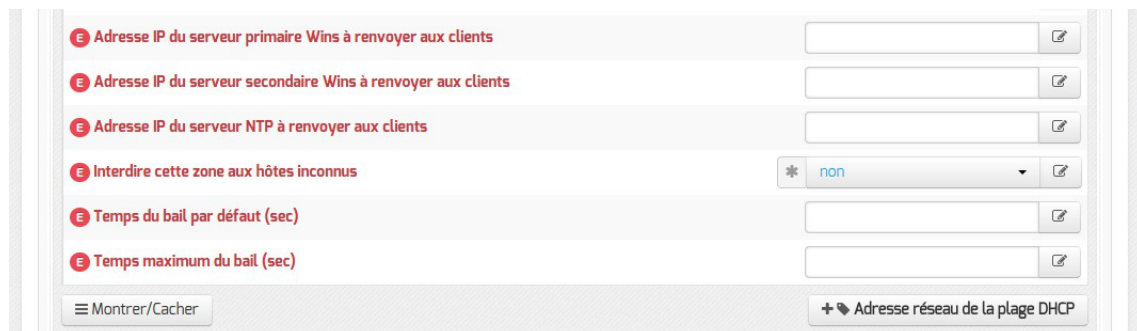 E Adresse IP du serveur primaire Wins à renvoyer aux clients
E Adresse IP du serveur secondaire Wins à renvoyer aux clients
E Adresse IP du serveur NTP à renvoyer aux clients
E Interdire cette zone aux hôtes inconnus * non
E Temps du bail par défaut (sec)
E Temps maximum du bail (sec)
Montrer/Cacher + Adresse réseau de la plage DHCP